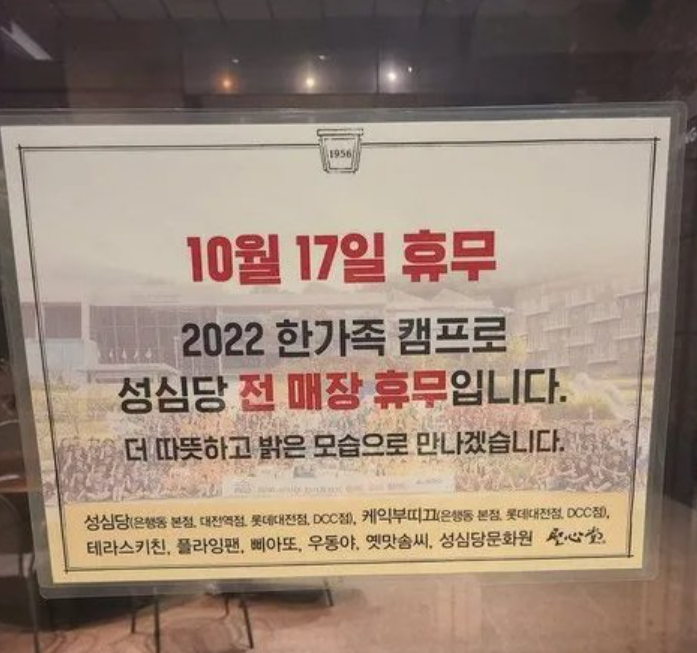 1956
10월 17일 휴무
2022 한가족 캠프로
성심당 전 매장 휴무입니다.
더 따뜻하고 밝은 모습으로 만나겠습니다.
성심당(은행동 본점, 대전역점, 롯데대전점, DCC점), 케익부띠끄(은행동 본점, 롯데대전점, DCC점),
테라스키친, 플라잉팬, 삐아또, 우동야, 옛맛솜씨, 성심당문화원 聖心堂